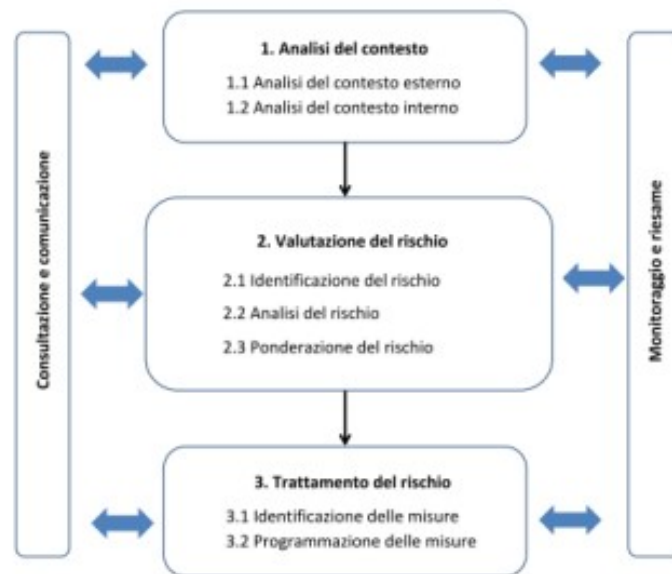 Consultazione e comunicazione
1. Analisi del contesto
1.1 Analisi del contesto esterno
1.2 Analisi del contesto interno
2. Valutazione del rischio
2.1 Identificazione del rischio
2.2 Analisi del rischio
2.3 Ponderazione del rischio
3. Trattamento del rischio
3.1 Identificazione delle misure
3.2 Programmazione delle misure
Monitoraggio e riesame